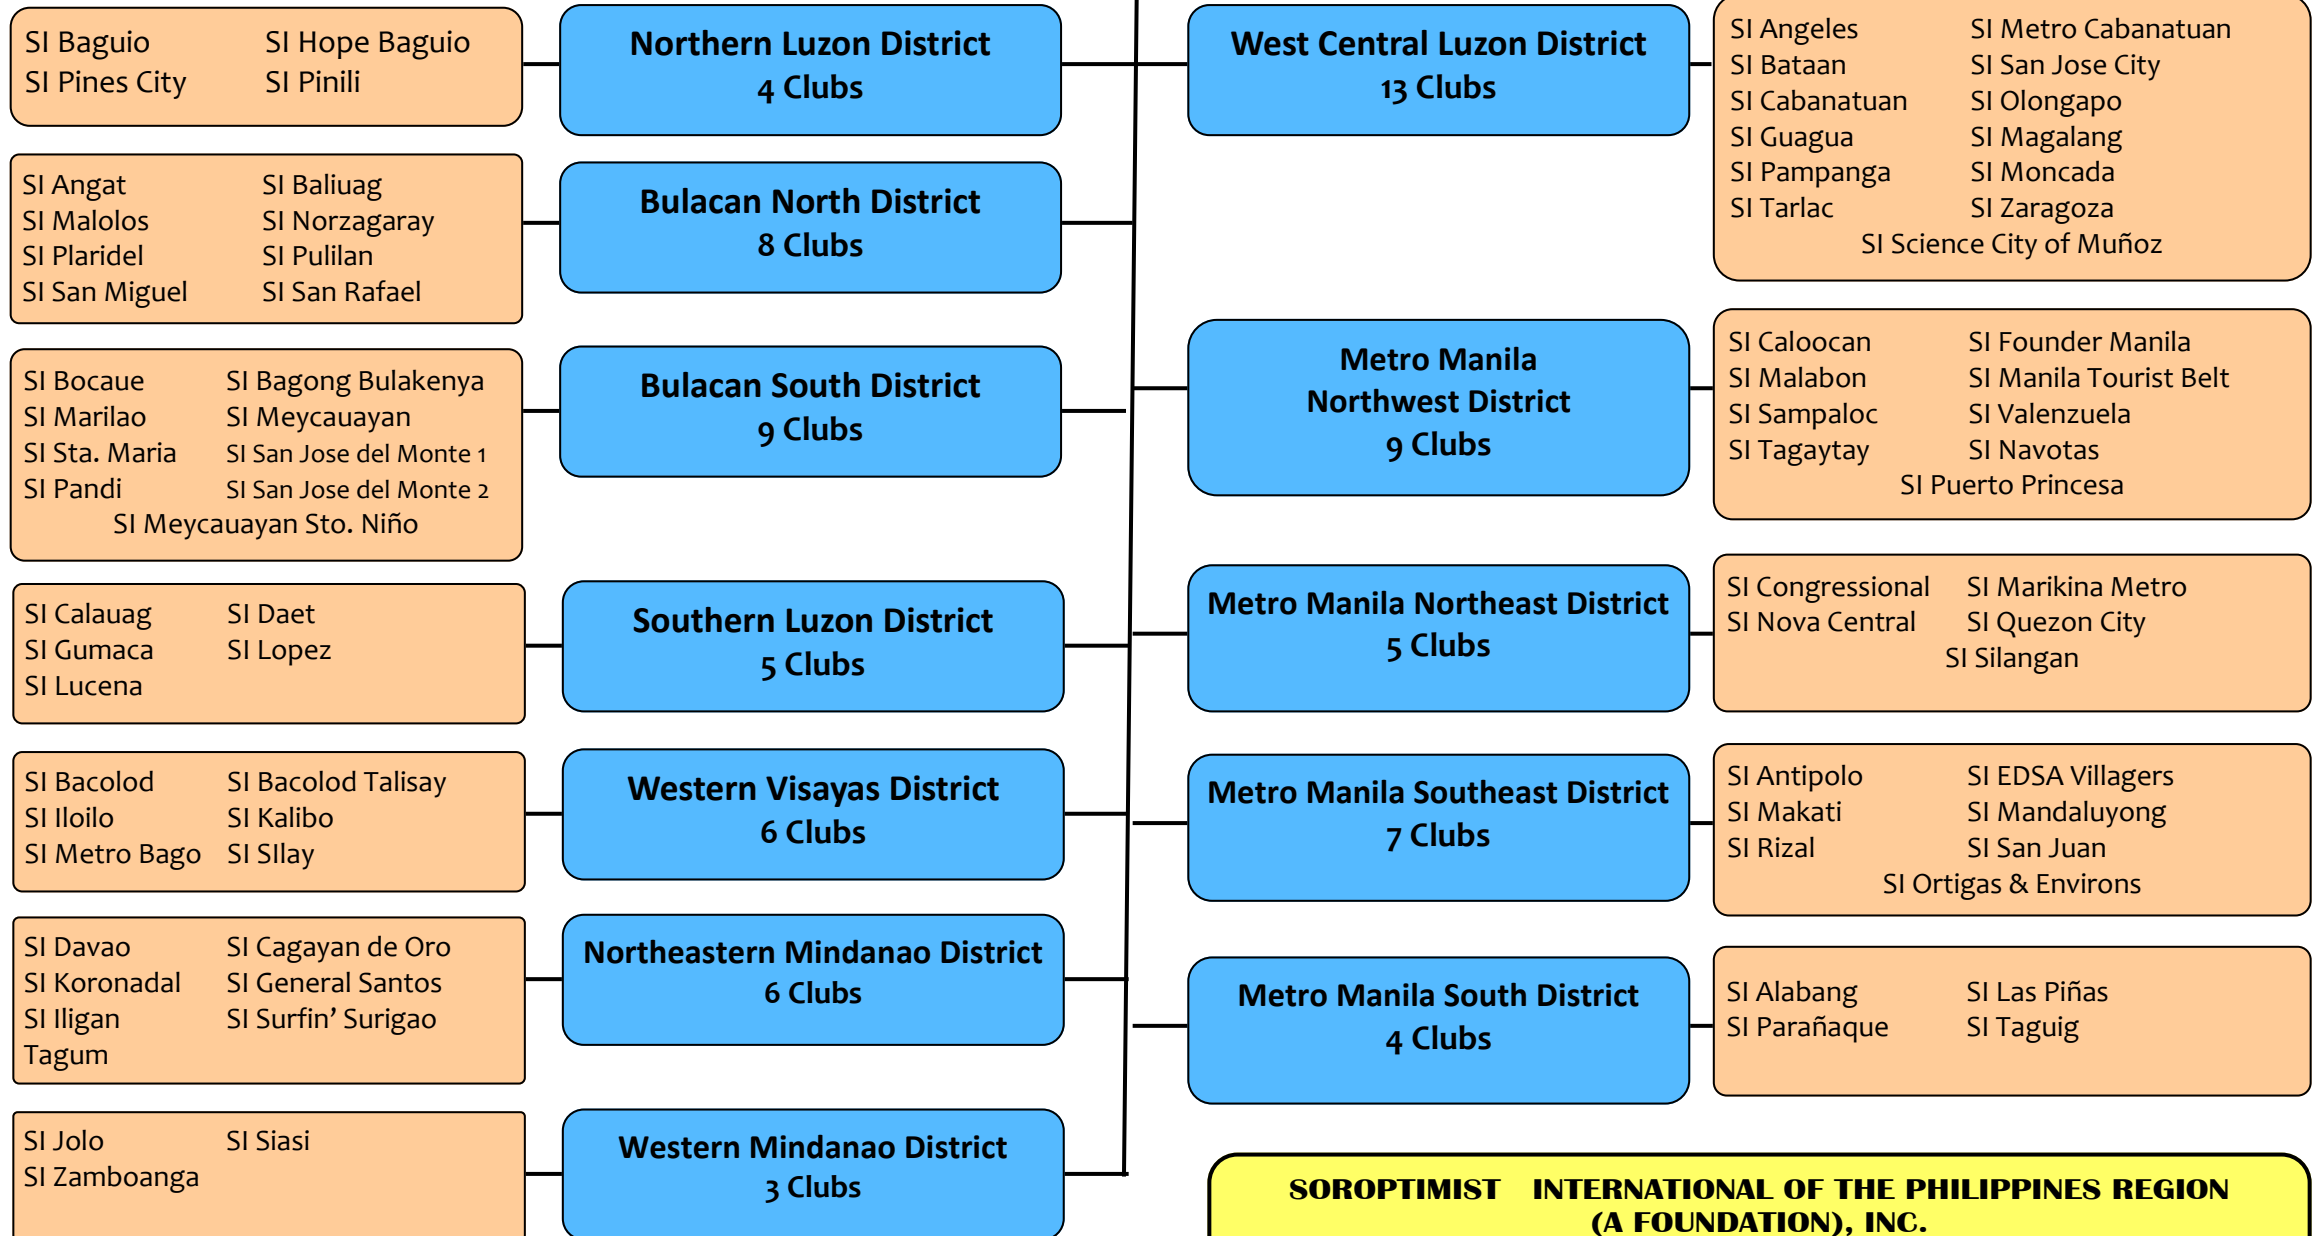 SI Baguio SI Hope Baguio
SI Pines City SI Pinili
Northern Luzon District
4 Clubs
West Central Luzon District
13 Clubs
SI Angeles SI Metro Cabanatuan
SI Bataan SI San Jose City
SI Cabanatuan SI Olongapo
SI Guagua SI Magalang
SI Pampanga SI Moncada
SI Tarlac SI Zaragoza
SI Science City of Muñoz
SI Angat SI Baliuag
SI Malolos SI Norzagaray
SI Plaridel SI Pulilan
SI San Miguel SI San Rafael
Bulacan North District
8 Clubs
SI Bocaue SI Bagong Bulakenya
SI Marilao SI Meycauayan
SI Sta. Maria SI San Jose del Monte 1
SI Pandi SI San Jose del Monte 2
SI Meycauayan Sto. Niño
Bulacan South District
9 Clubs
Metro Manila
Northwest District
9 Clubs
SI Caloocan SI Founder Manila
SI Malabon SI Manila Tourist Belt
SI Sampaloc SI Valenzuela
SI Tagaytay SI Navotas
SI Puerto Princesa
SI Calauag SI Daet
SI Gumaca SI Lopez
SI Lucena
Southern Luzon District
5 Clubs
Metro Manila Northeast District
5 Clubs
SI Congressional SI Marikina Metro
SI Nova Central SI Quezon City
SI Silangan
SI Bacolod SI Bacolod Talisay
SI Iloilo SI Kalibo
SI Metro Bago SI SIlay
Western Visayas District
6 Clubs
Metro Manila Southeast District
7 Clubs
SI Antipolo SI EDSA Villagers
SI Makati SI Mandaluyong
SI Rizal SI San Juan
SI Ortigas & Environs
SI Davao SI Cagayan de Oro
SI Koronadal SI General Santos
SI Iligan SI Surfin’ Surigao
Tagum
Northeastern Mindanao District
6 Clubs
Metro Manila South District
4 Clubs
SI Alabang SI Las Piñas
SI Parañaque SI Taguig
SI Jolo SI Siasi
SI Zamboanga
Western Mindanao District
3 Clubs
SOROPTIMIST INTERNATIONAL OF THE PHILIPPINES REGION
(A FOUNDATION), INC.